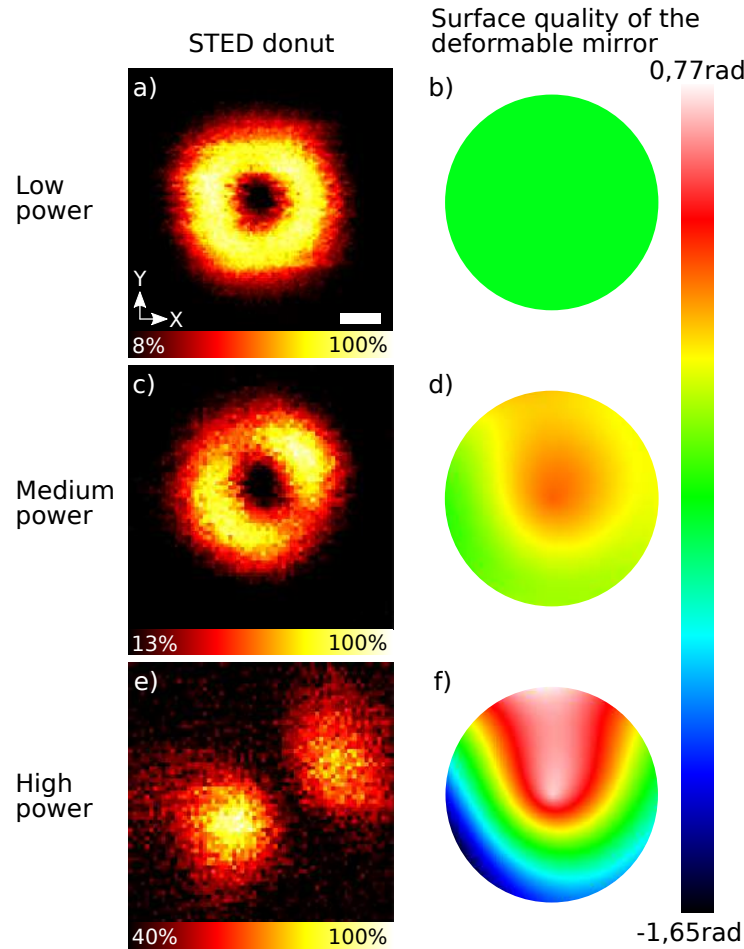 STED donut
Surface quality of the
deformable mirror
0,77rad
a)
b)
Low
power
Y
X
8%
100%
c)
d)
Medium
power
13%
100%
e)
f)
High
power
40%
100%
-1,65rad